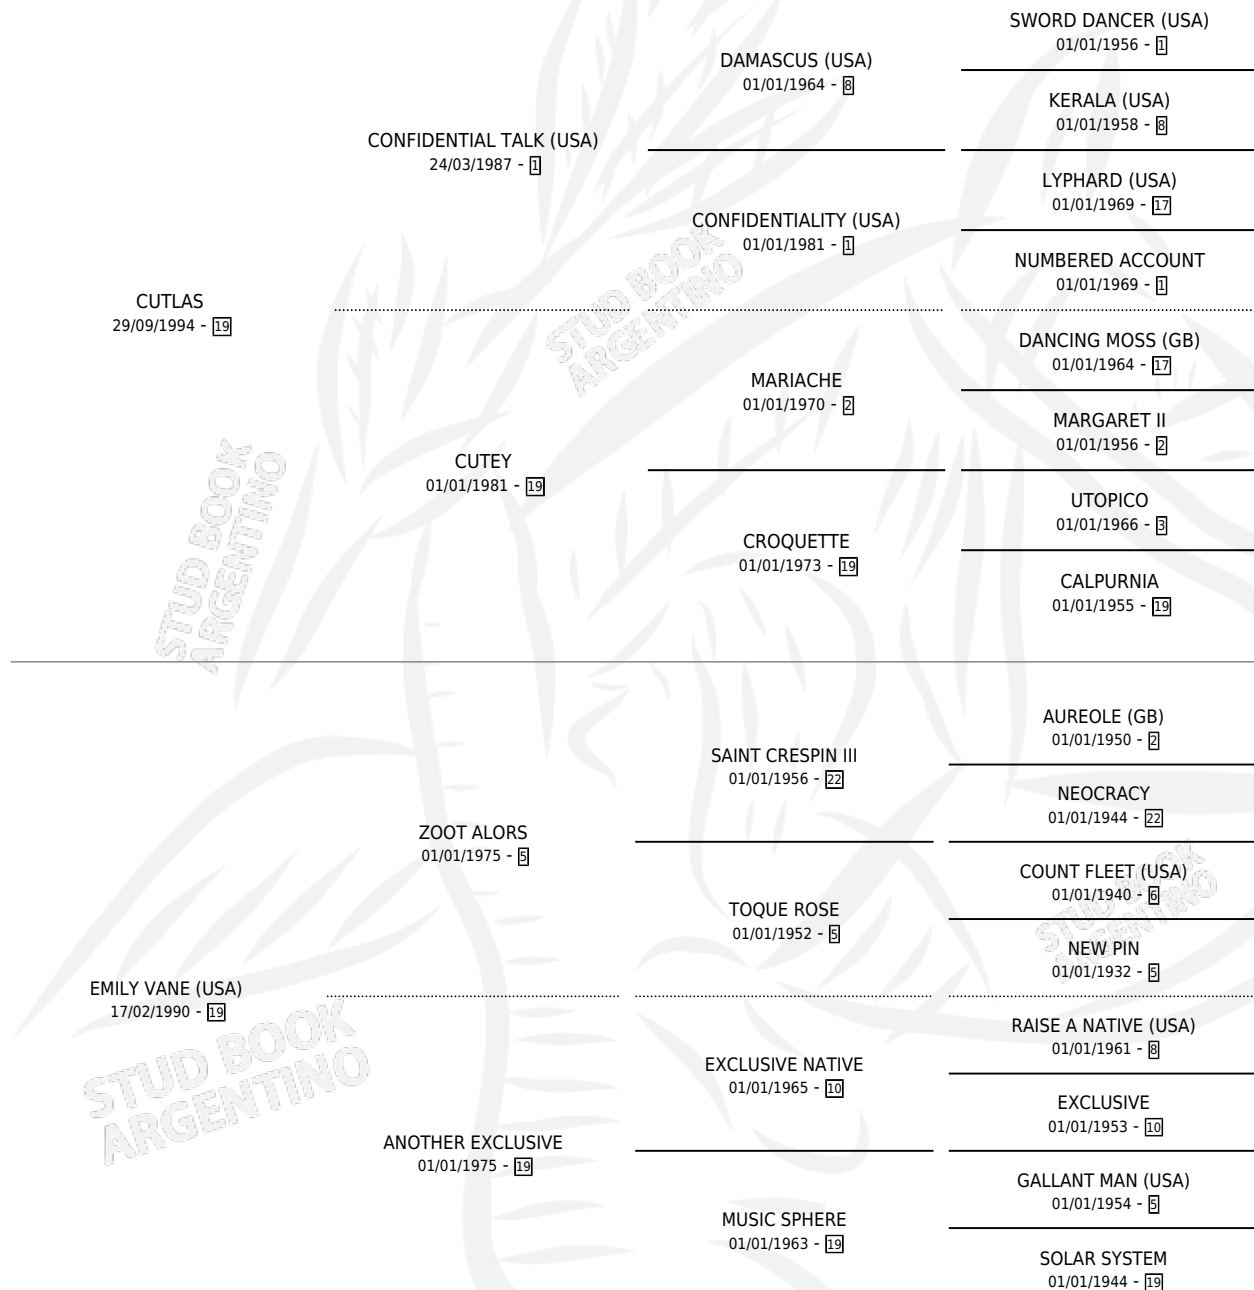 CUTLAS
29/09/1994 - 19
CONFIDENTIAL TALK (USA)
24/03/1987 - 1
CUTEY
01/01/1981 - 19
DAMASCUS (USA)
01/01/1964 - 8
CONFIDENTIALITY (USA)
01/01/1981 - 1
MARIACHE
01/01/1970 - 2
CROQUETTE
01/01/1973 - 19
SWORD DANCER (USA)
01/01/1956 - 1
KERALA (USA)
01/01/1958 - 8
LYPHARD (USA)
01/01/1969 - 17
NUMBERED ACCOUNT
01/01/1969 - 1
DANCING MOSS (GB)
01/01/1964 - 17
MARGARET II
01/01/1956 - 2
UTOPICO
01/01/1966 - 3
CALPURNIA
01/01/1955 - 19
EMILY VANE (USA)
17/02/1990 - 19
ZOOT ALORS
01/01/1975 - 5
ANOTHER EXCLUSIVE
01/01/1975 - 19
SAINT CRESPIN III
01/01/1956 - 22
TOQUE ROSE
01/01/1952 - 5
EXCLUSIVE NATIVE
01/01/1965 - 10
MUSIC SPHERE
01/01/1963 - 19
AUREOLE (GB)
01/01/1950 - 2
NEOCRACY
01/01/1944 - 22
COUNT FLEET (USA)
01/01/1940 - 6
NEW PIN
01/01/1932 - 5
RAISE A NATIVE (USA)
01/01/1961 - 8
EXCLUSIVE
01/01/1953 - 10
GALLANT MAN (USA)
01/01/1954 - 5
SOLAR SYSTEM
01/01/1944 - 19
STUD BOOK
ARGENTINO
STUD BOOK
ARGENTINO
STUD BOOK
ARGENTINO
STUD BOOK
ARGENTINO